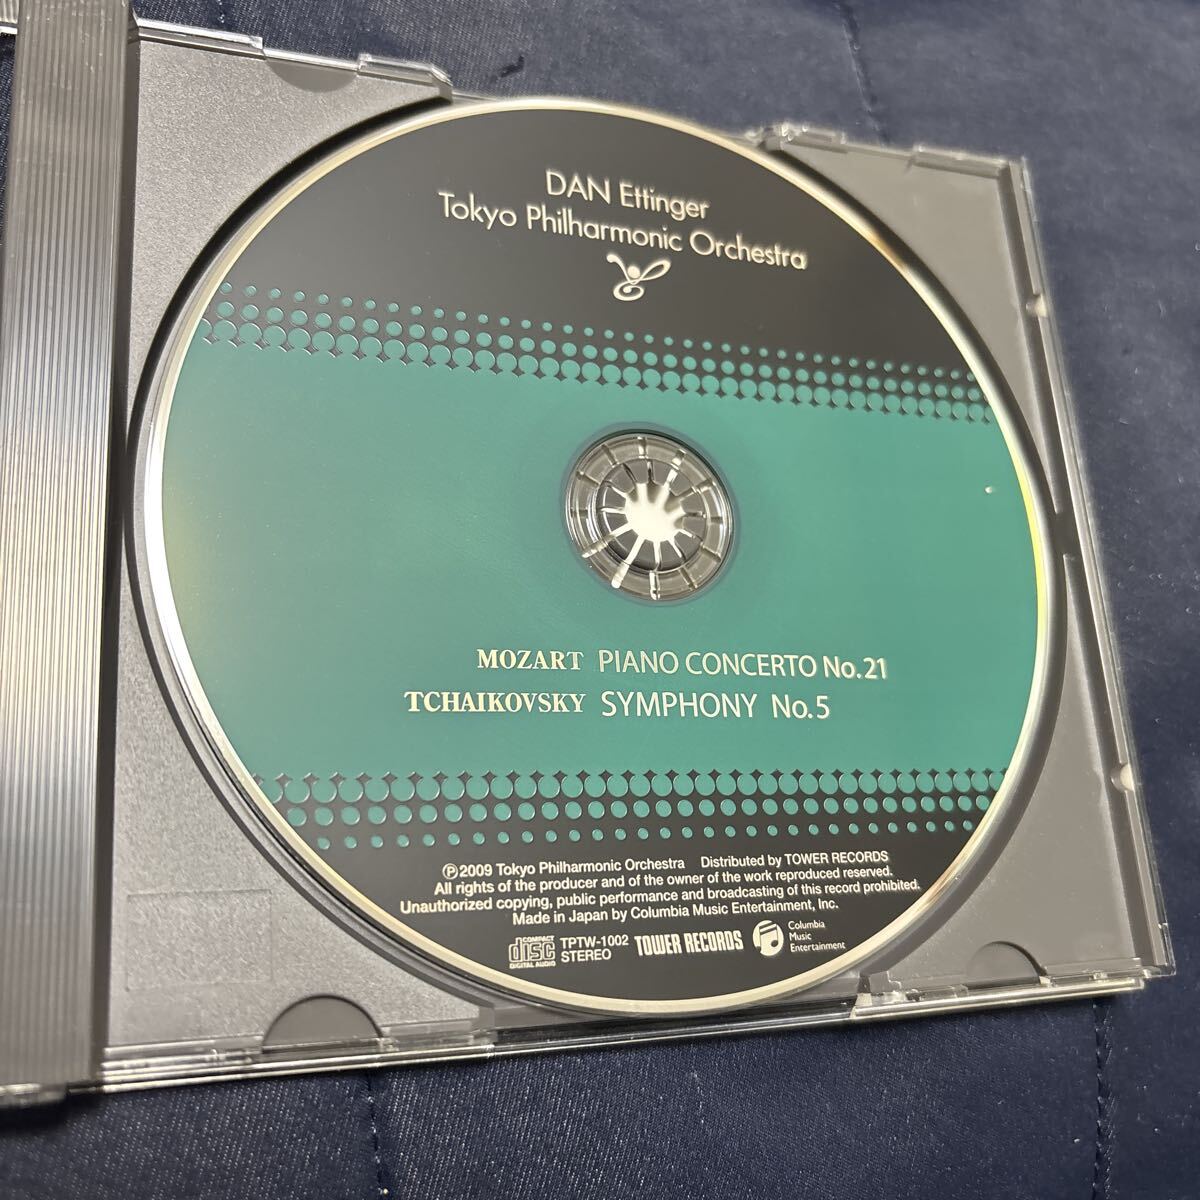 DAN Ettinger
Tokyo Philharmonic Orchestra
MOZART PIANO CONCERTO No.21
TCHAIKOVSKY SYMPHONY No.5
Ⓟ2009 Tokyo Philharmonic Orchestra Distributed by TOWER RECORDS
All rights of the producer and of the owner of the work reproduced reserved.
Unauthorized copying, public performance and broadcasting of this record prohibited.
Made in Japan by Columbia Music Entertainment, Inc.
COMPACT
disc
DIGITAL AUDIO
TPTW-1002
STEREO
TOWER RECORDS
Columbia
Music
Entertainment